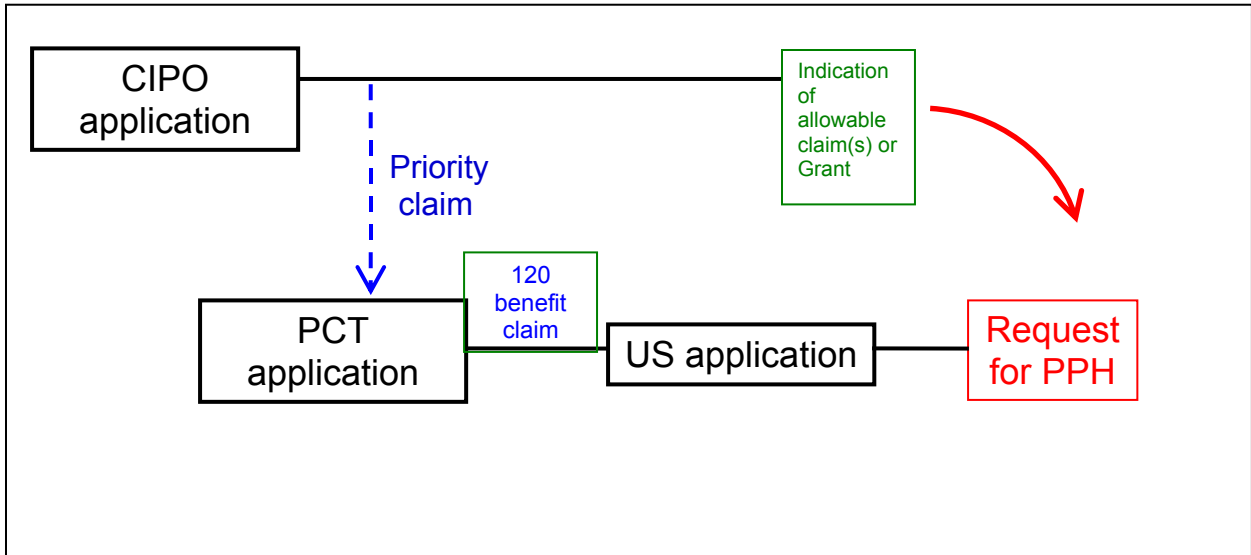 CIPO
application
Indication
of
allowable
claim(s) or
Grant
Priority
claim
120
benefit
claim
PCT
application
US application
Request
for PPH